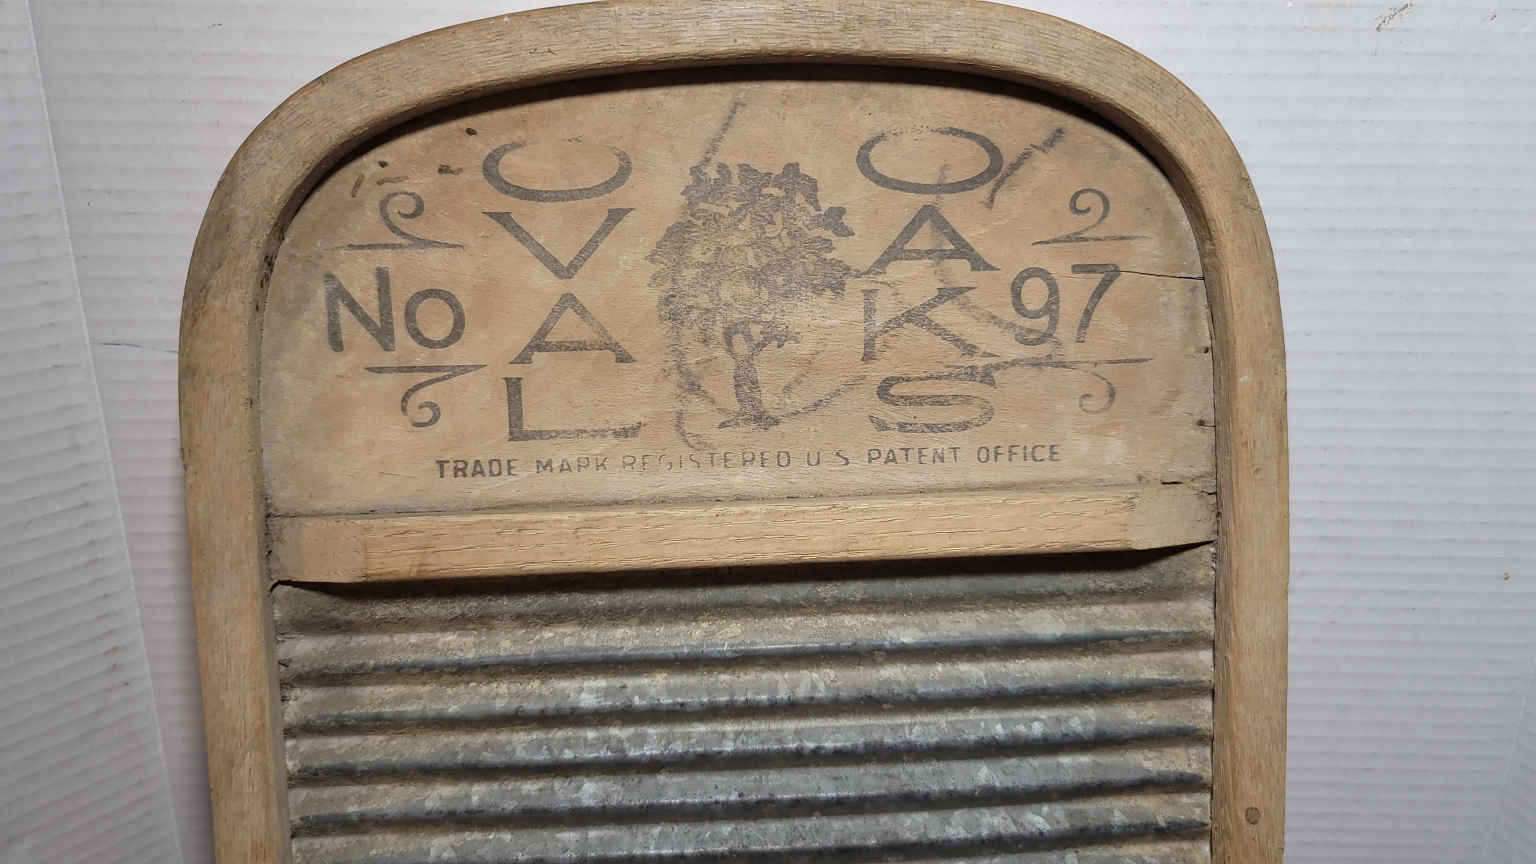 OVAL
OAKS
No 97
TRADE MARK REGISTERED U S PATENT OFFICE